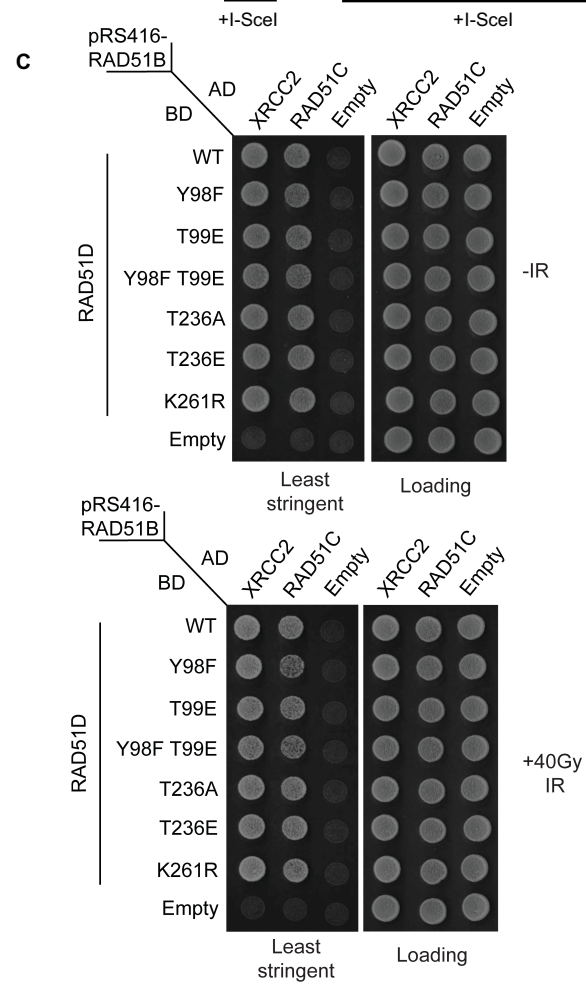 +I-SceI
+I-SceI
C
pRS416-
RAD51B
AD
BD
XRCC2
RAD51C
Empty
XRCC2
RAD51C
Empty
RAD51D
WT
Y98F
T99E
Y98F T99E
T236A
T236E
K261R
Empty
-IR
Least
stringent
Loading
pRS416-
RAD51B
AD
BD
XRCC2
RAD51C
Empty
XRCC2
RAD51C
Empty
RAD51D
WT
Y98F
T99E
Y98F T99E
T236A
T236E
K261R
Empty
+40Gy
IR
Least
stringent
Loading